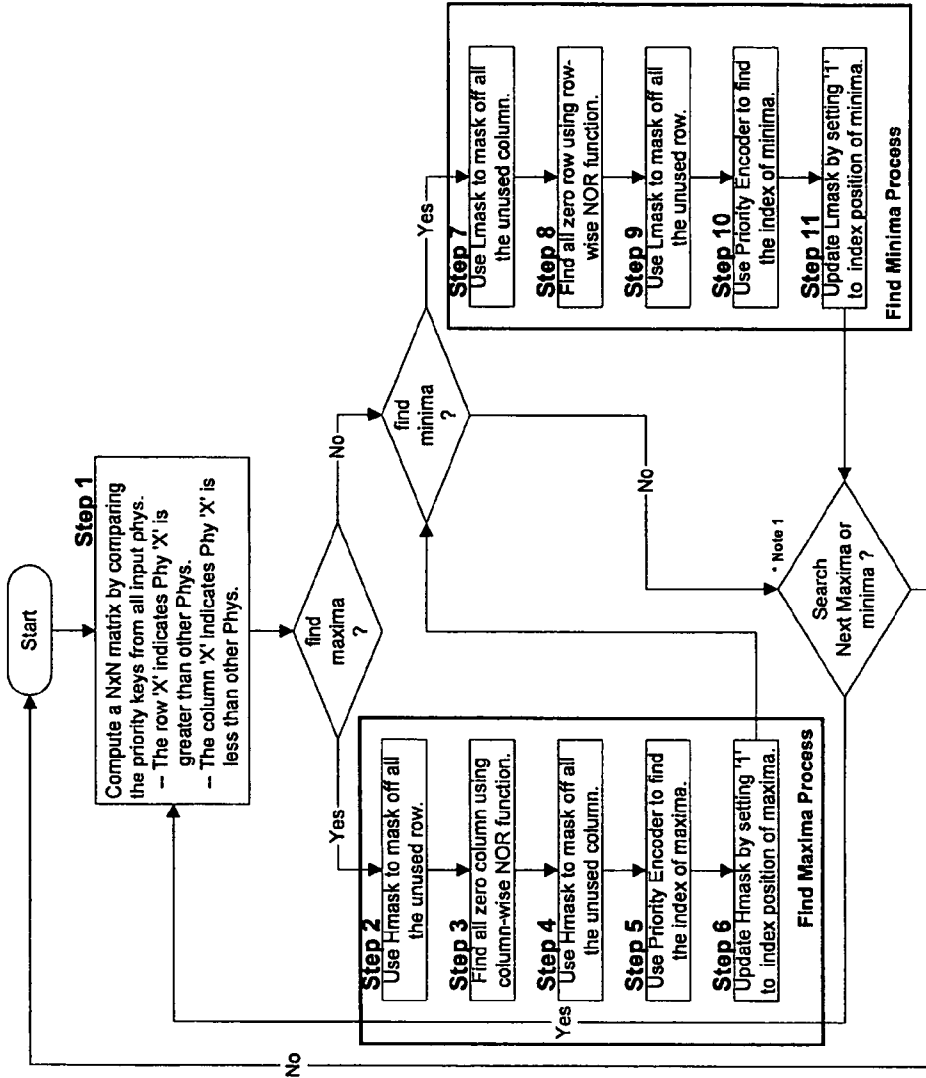 Start
Step 1
Compute a NxN matrix by comparing
the priority keys from all input phys.
-- The row 'X' indicates Phy 'X' is
greater than other Phys.
-- The column 'X' indicates Phy 'X' is
less than other Phys.
find
maxima
?
Yes
No
Step 2
Use Hmask to mask off all
the unused row.
Step 3
Find all zero column using
column-wise NOR function.
Step 4
Use Hmask to mask off all
the unused column.
Step 5
Use Priority Encoder to find
the index of maxima.
Step 6
Update Hmask by setting '1'
to index position of maxima.
Find Maxima Process
find
minima
?
Yes
No
Step 7
Use Lmask to mask off all
the unused column.
Step 8
Find all zero row using row-
wise NOR function.
Step 9
Use Lmask to mask off all
the unused row.
Step 10
Use Priority Encoder to find
the index of minima.
Step 11
Update Lmask by setting '1'
to index position of minima.
Find Minima Process
* Note 1
Search
Next Maxima or
minima ?
Yes
No